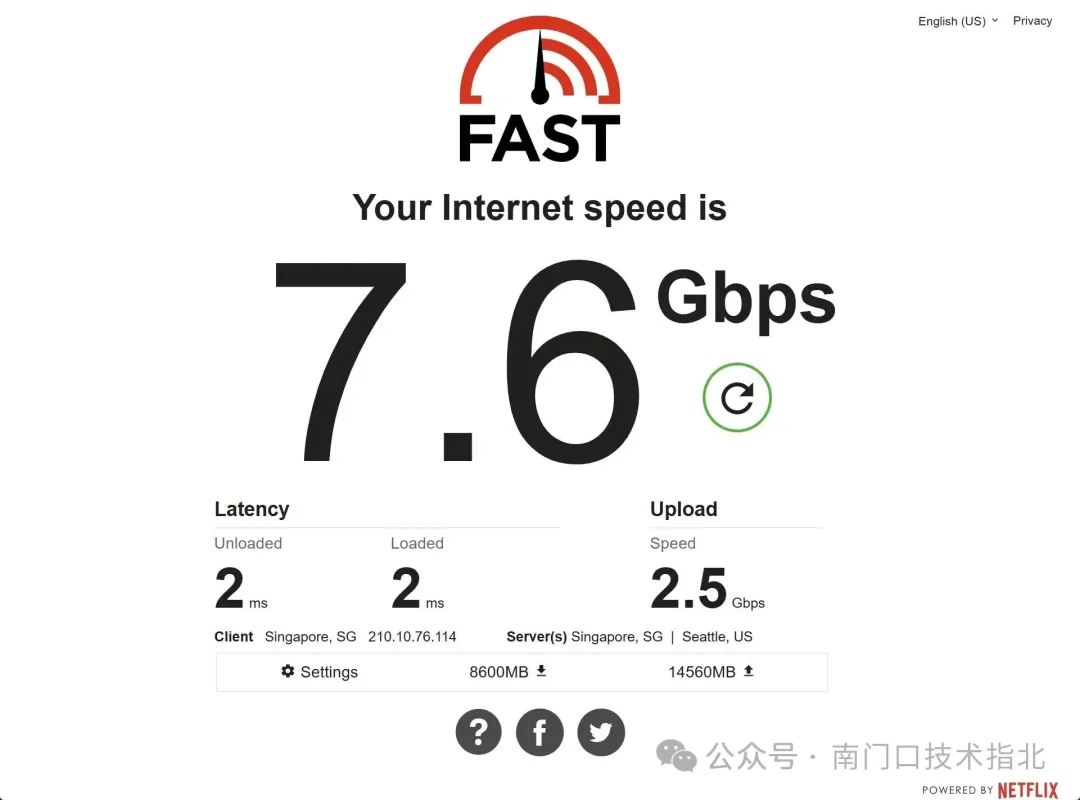 English (US) Privacy
FAST
Your Internet speed is
7.6 Gbps
Latency Upload
Unloaded Loaded Speed
2 ms 2 ms 2.5 Gbps
Client Singapore, SG 210.10.76.114 Server(s) Singapore, SG | Seattle, US
Settings 8600MB 14560MB
公众号 · 南门口技术指北
POWERED BY NETFLIX